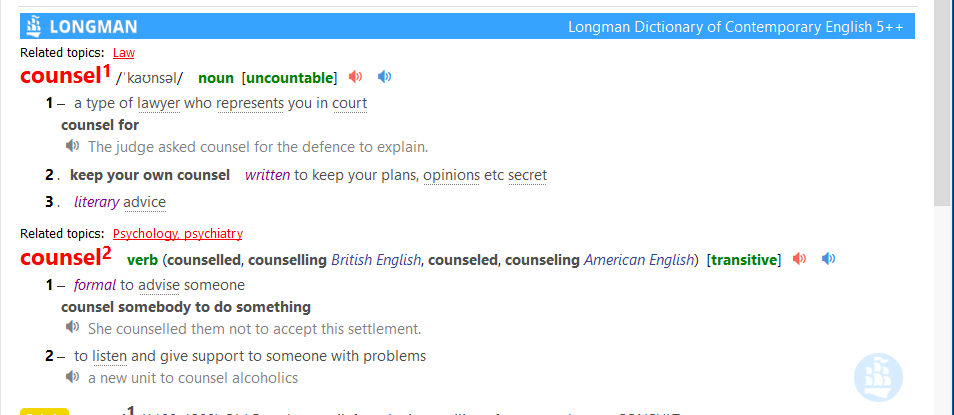 LONGMAN Longman Dictionary of Contemporary English 5++
Related topics: Law
counsel1 /ˈkaʊnsəl/ noun [uncountable]
1 – a type of lawyer who represents you in court
counsel for
The judge asked counsel for the defence to explain.
2 . keep your own counsel written to keep your plans, opinions etc secret
3 . literary advice
Related topics: Psychology, psychiatry
counsel2 verb (counselled, counselling British English, counseled, counseling American English) [transitive]
1 – formal to advise someone
counsel somebody to do something
She counselled them not to accept this settlement.
2 – to listen and give support to someone with problems
a new unit to counsel alcoholics